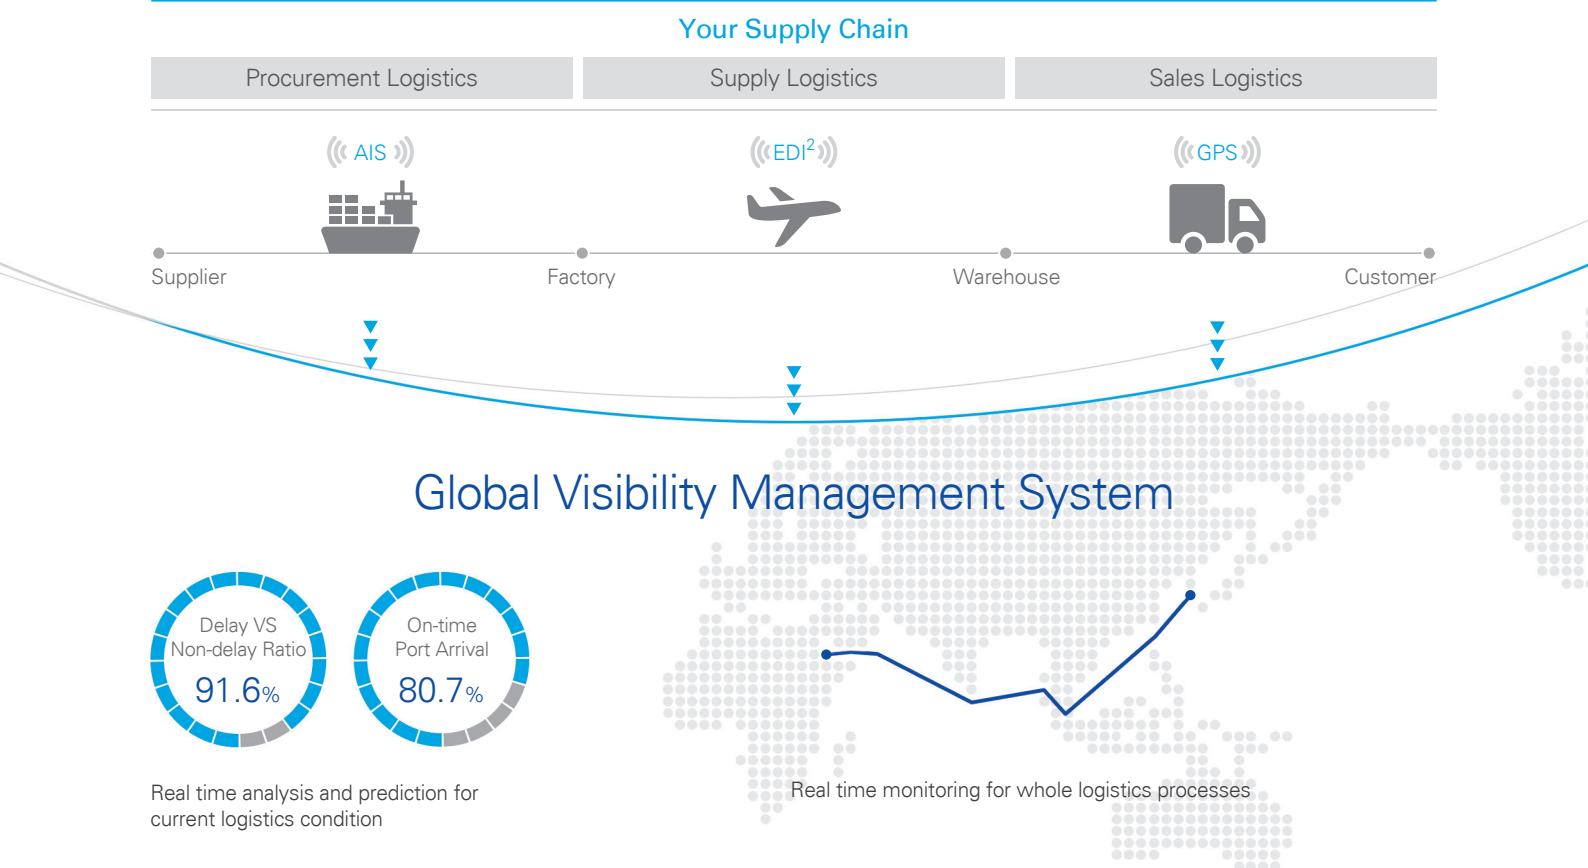 Your Supply Chain
Procurement Logistics
Supply Logistics
Sales Logistics
AIS
EDI²
GPS
Supplier
Factory
Warehouse
Customer
Global Visibility Management System
Delay VS
Non-delay Ratio
91.6%
On-time
Port Arrival
80.7%
Real time analysis and prediction for
current logistics condition
Real time monitoring for whole logistics processes